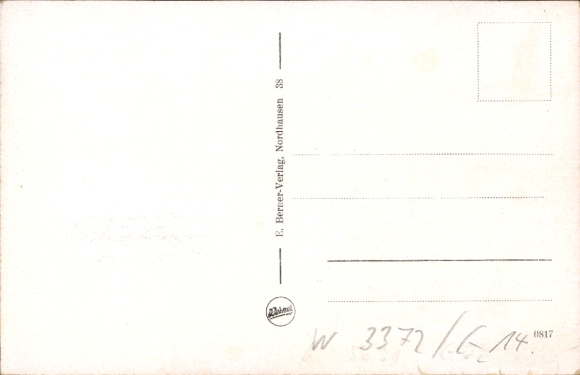 E. Berner-Verlag, Nordhausen 38
W 3372/
14.
0817